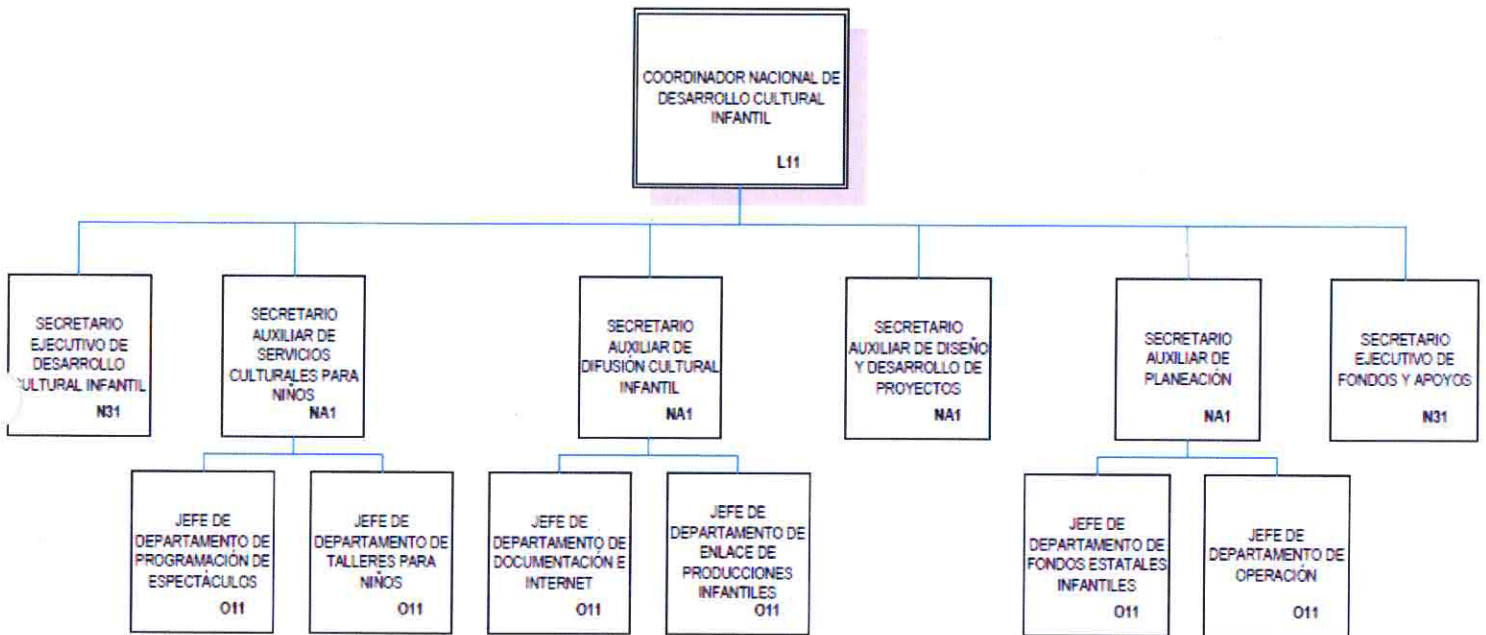 COORDINADOR NACIONAL DE
DESARROLLO CULTURAL
INFANTIL
L11
SECRETARIO
EJECUTIVO DE
DESARROLLO
CULTURAL INFANTIL
N31
SECRETARIO
AUXILIAR DE
SERVICIOS
CULTURALES PARA
NIÑOS
NA1
SECRETARIO
AUXILIAR DE
DIFUSIÓN CULTURAL
INFANTIL
NA1
SECRETARIO
AUXILIAR DE DISEÑO
Y DESARROLLO DE
PROYECTOS
NA1
SECRETARIO
AUXILIAR DE
PLANEACIÓN
NA1
SECRETARIO
EJECUTIVO DE
FONDOS Y APOYOS
N31
JEFE DE
DEPARTAMENTO DE
PROGRAMACIÓN DE
ESPECTÁCULOS
O11
JEFE DE
DEPARTAMENTO DE
TALLERES PARA
NIÑOS
O11
JEFE DE
DEPARTAMENTO DE
DOCUMENTACIÓN E
INTERNET
O11
JEFE DE
DEPARTAMENTO DE
ENLACE DE
PRODUCCIONES
INFANTILES
O11
JEFE DE
DEPARTAMENTO DE
FONDOS ESTATALES
INFANTILES
O11
JEFE DE
DEPARTAMENTO DE
OPERACIÓN
O11